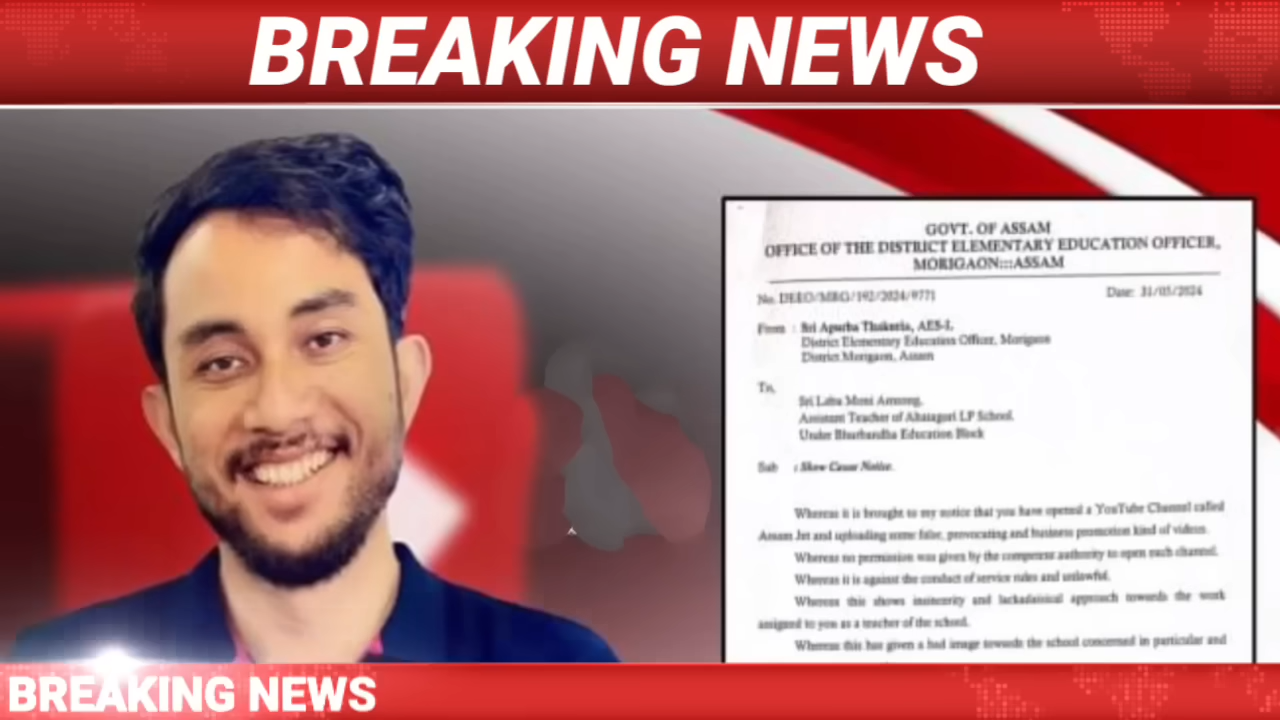 BREAKING NEWS
GOVT. OF ASSAM
OFFICE OF THE DISTRICT ELEMENTARY EDUCATION OFFICER,
MORIGAON:::ASSAM
No. DEEO/MRG/192/2024/9771
Date: 31/05/2024
From : Sri Apurba Thakuria, AES-I.
District Elementary Education Officer, Morigaon
District Morigaon, Assam
To,
Sri Laba Moni
Assistant Teacher of LP School.
Under Bhurbandha Education Block
Sub : Show Cause Notice.
Whereas it is brought to my notice that you have opened a YouTube Channel called
Assam Jet and uploading some false, provocating and business promotion kind of videos.
Whereas no permission was given by the competent authority to open such channel.
Whereas it is against the conduct of service rules and unlawful.
Whereas this shows insincerity and lackadaisical approach towards the work
assigned to you as a teacher of the school.
Whereas this has given a bad image towards the school concerned in particular and
BREAKING NEWS